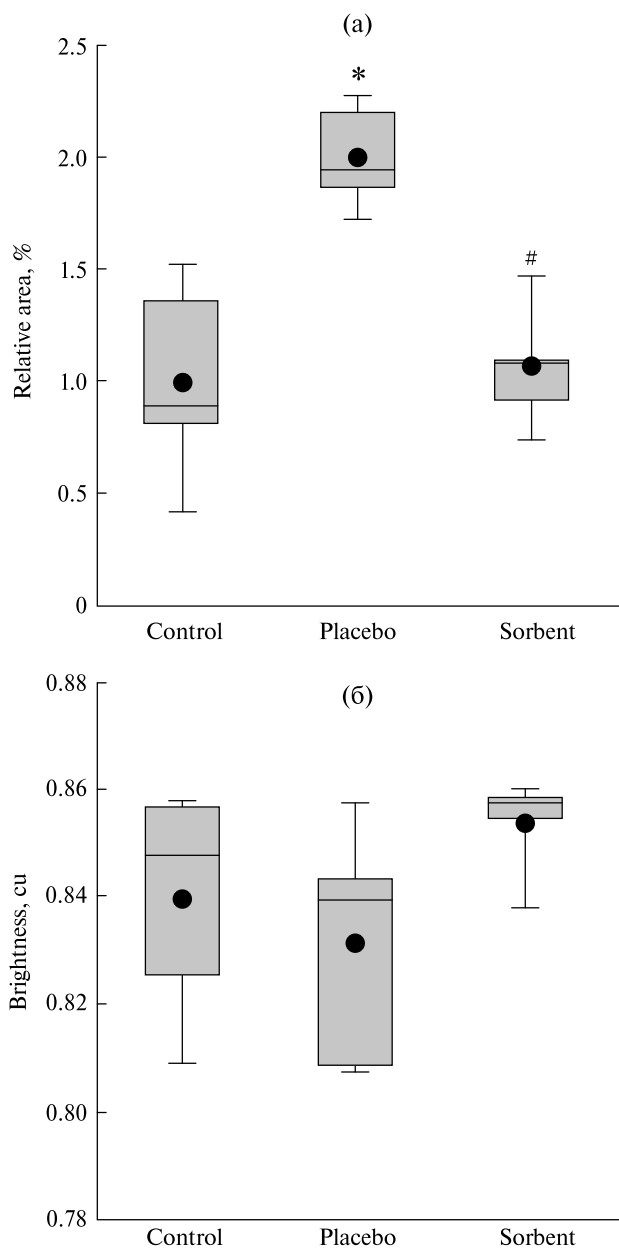 (а)
2.5
*
2.0
1.5
#
Relative area, %
1.0
0.5
0
Control Placebo Sorbent
0.88
(б)
0.86
0.84
Brightness, cu
0.82
0.80
0.78
Control Placebo Sorbent